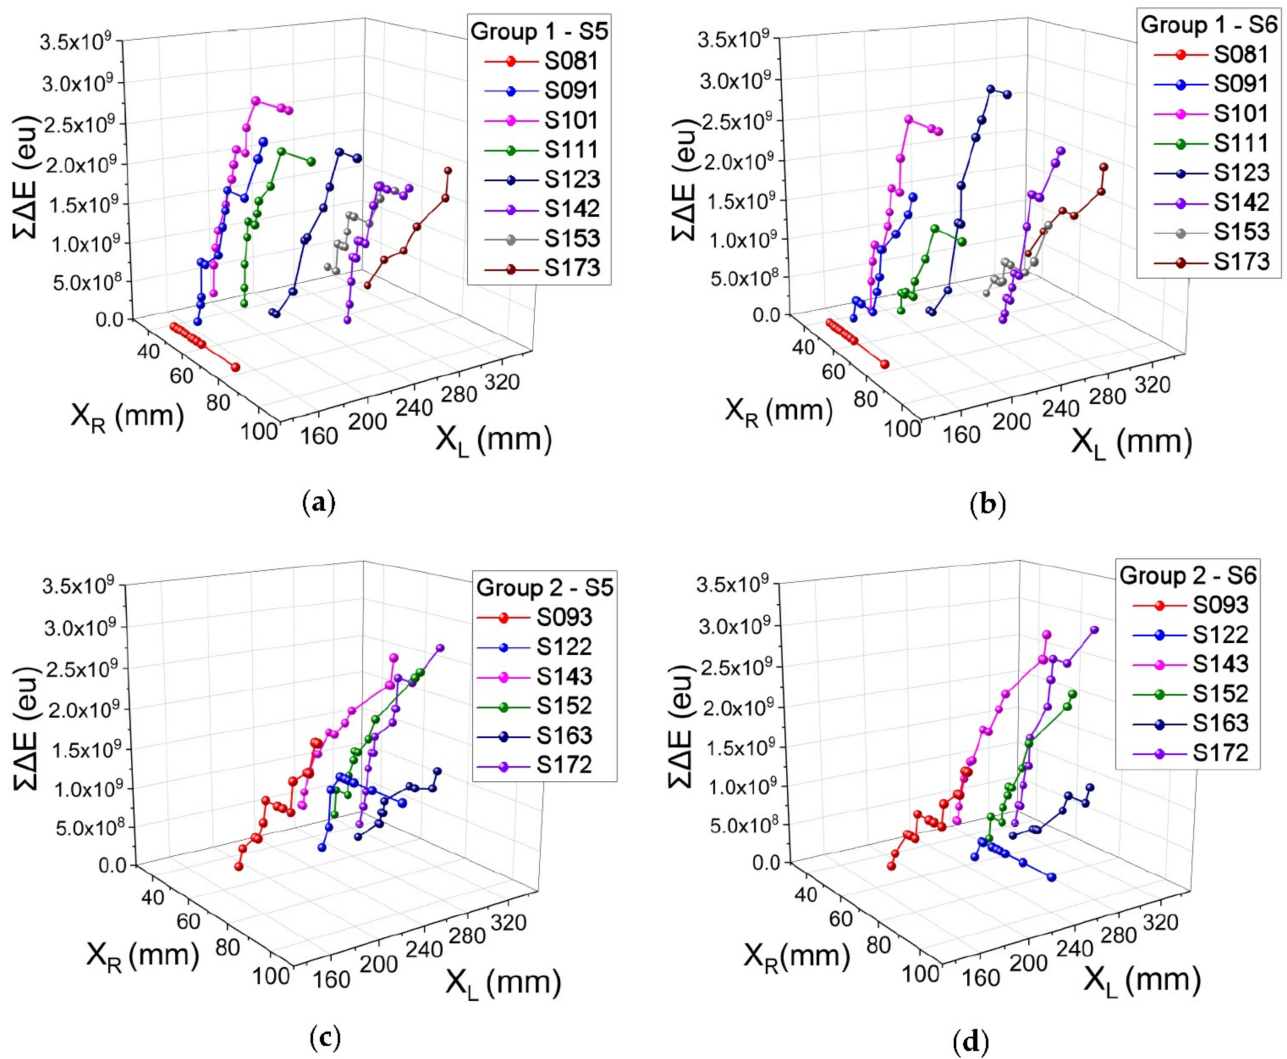 Group 1 - S5
S081
S091
S101
S111
S123
S142
S153
S173
3.5x10⁹
3.0x10⁹
2.5x10⁹
2.0x10⁹
1.5x10⁹
1.0x10⁹
5.0x10⁸
0.0
ΣΔE (eu)
40
60
80
100
X_R (mm)
160
200
240
280
320
X_L (mm)
(a)
Group 1 - S6
S081
S091
S101
S111
S123
S142
S153
S173
3.5x10⁹
3.0x10⁹
2.5x10⁹
2.0x10⁹
1.5x10⁹
1.0x10⁹
5.0x10⁸
0.0
ΣΔE (eu)
40
60
80
100
X_R (mm)
160
200
240
280
320
X_L (mm)
(b)
Group 2 - S5
S093
S122
S143
S152
S163
S172
3.5x10⁹
3.0x10⁹
2.5x10⁹
2.0x10⁹
1.5x10⁹
1.0x10⁹
5.0x10⁸
0.0
ΣΔE (eu)
40
60
80
100
X_R (mm)
160
200
240
280
320
X_L (mm)
(c)
Group 2 - S6
S093
S122
S143
S152
S163
S172
3.5x10⁹
3.0x10⁹
2.5x10⁹
2.0x10⁹
1.5x10⁹
1.0x10⁹
5.0x10⁸
0.0
ΣΔE (eu)
40
60
80
100
X_R(mm)
160
200
240
280
320
X_L (mm)
(d)